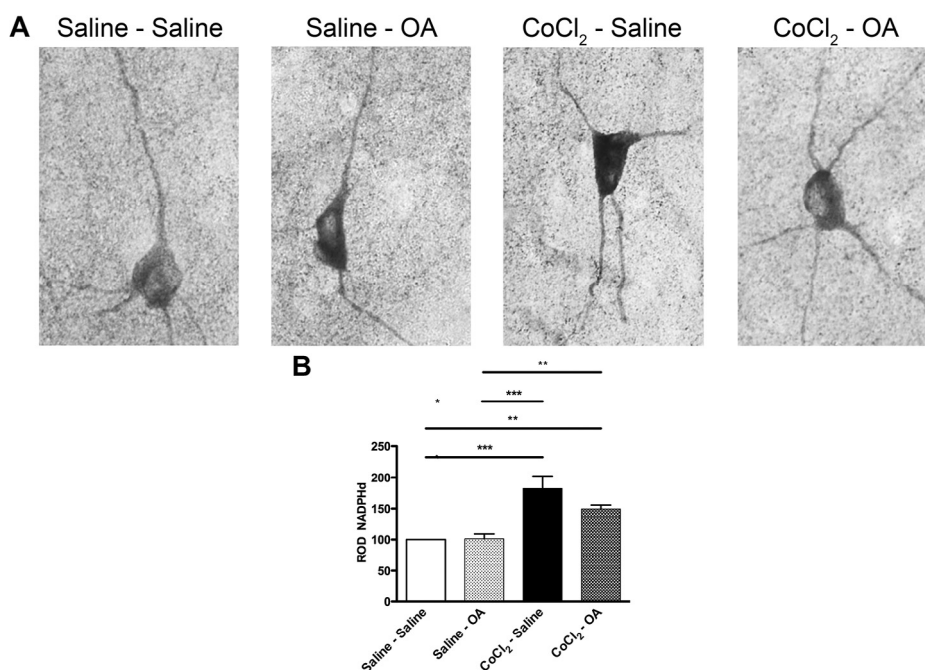 A
Saline - Saline
Saline - OA
CoCl₂ - Saline
CoCl₂ - OA
B
**
* ***
**
***
ROD NADPHd
250
200
150
100
50
0
Saline - Saline
Saline - OA
CoCl₂ - Saline
CoCl₂ - OA